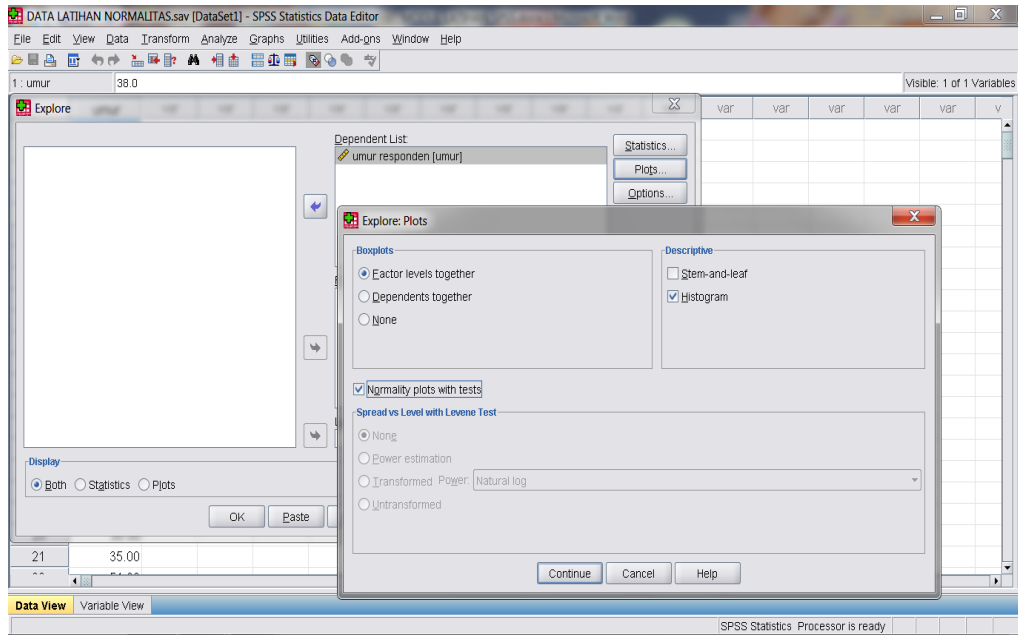 DATA LATIHAN NORMALITAS.sav [DataSet1] - SPSS Statistics Data Editor
File Edit View Data Transform Analyze Graphs Utilities Add-ons Window Help
1 : umur 38.0 Visible: 1 of 1 Variables
Explore
var var var var var v
Dependent List:
umur responden [umur]
Statistics...
Plots...
Options...
Explore: Plots
Boxplots
Factor levels together
Dependents together
None
Descriptive
Stem-and-leaf
Histogram
Normality plots with tests
Spread vs Level with Levene Test
None
Power estimation
Transformed Power: Natural log
Untransformed
Continue Cancel Help
Display
Both Statistics Plots
OK Paste
21 35.00
Data View Variable View
SPSS Statistics Processor is ready